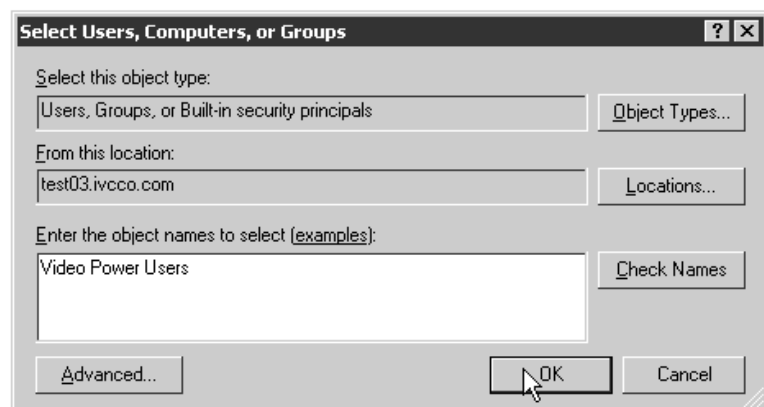 Select Users, Computers, or Groups
Select this object type:
Users, Groups, or Built-in security principals
Object Types...
From this location:
test03.ivcco.com
Locations...
Enter the object names to select (examples):
Video Power Users
Check Names
Advanced...
OK
Cancel